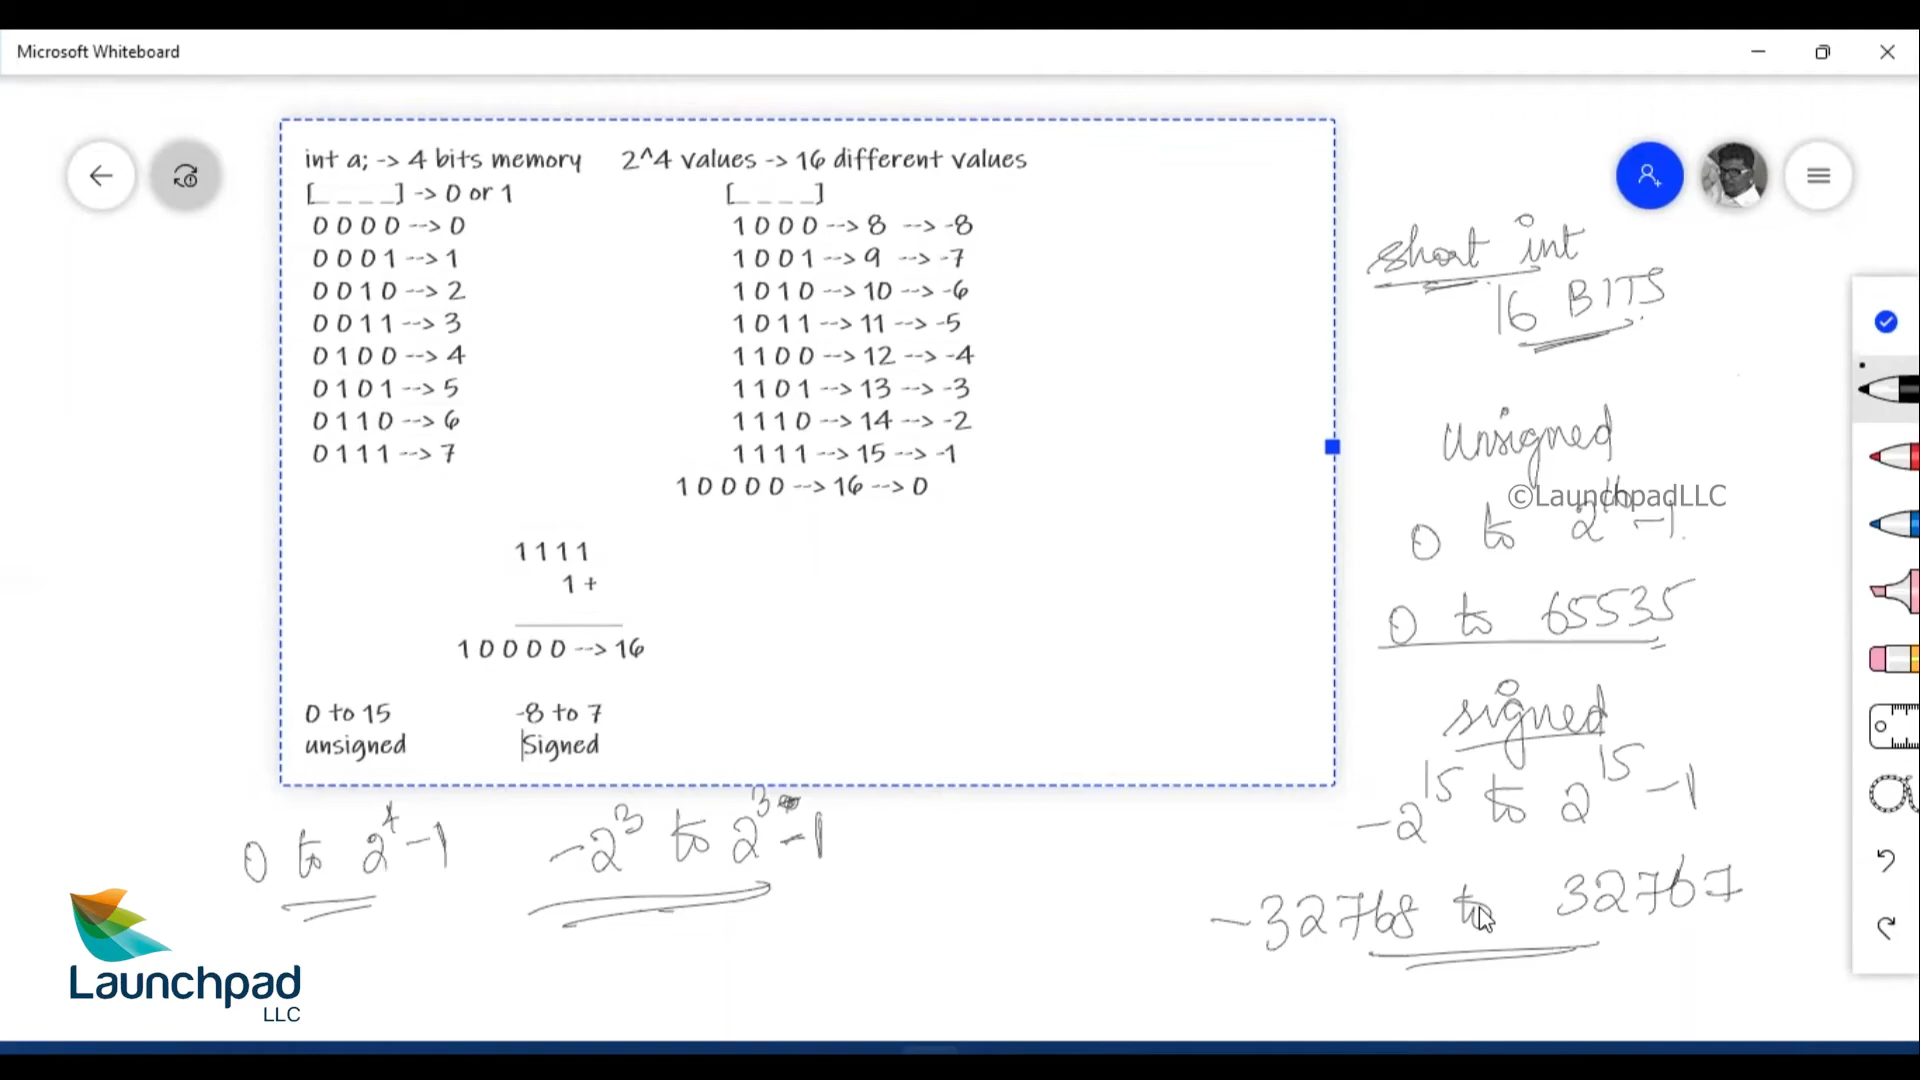 Microsoft Whiteboard
int a; -> 4 bits memory 2^4 values -> 16 different values
[_ _ _ _] -> 0 or 1 [_ _ _ _]
0 0 0 0 --> 0 1 0 0 0 --> 8 --> -8
0 0 0 1 --> 1 1 0 0 1 --> 9 --> -7
0 0 1 0 --> 2 1 0 1 0 --> 10 --> -6
0 0 1 1 --> 3 1 0 1 1 --> 11 --> -5
0 1 0 0 --> 4 1 1 0 0 --> 12 --> -4
0 1 0 1 --> 5 1 1 0 1 --> 13 --> -3
0 1 1 0 --> 6 1 1 1 0 --> 14 --> -2
0 1 1 1 --> 7 1 1 1 1 --> 15 --> -1
1 0 0 0 0 --> 16 --> 0
1 1 1 1
1 +
1 0 0 0 0 --> 16
0 to 15 -8 to 7
unsigned Signed
0 to 2^4-1 -2^3 to 2^3-1
short int
16 BITS
unsigned
©LaunchpadLLC
0 to 2^16-1
0 to 65535
signed
-2^15 to 2^15-1
-32768 to 32767
Launchpad
LLC